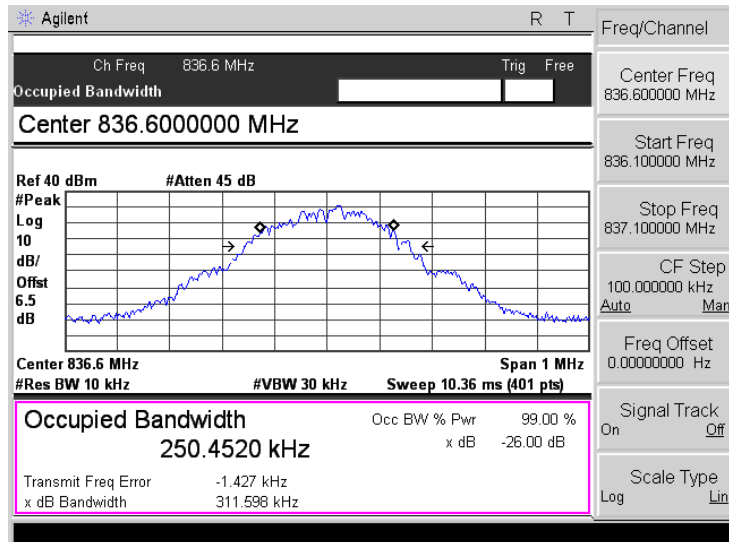 Agilent R T
Ch Freq 836.6 MHz Trig Free
Occupied Bandwidth
Center 836.6000000 MHz
Ref 40 dBm #Atten 45 dB
#Peak
Log
10
dB/
Offst
6.5
dB
Center 836.6 MHz Span 1 MHz
#Res BW 10 kHz #VBW 30 kHz Sweep 10.36 ms (401 pts)
Occupied Bandwidth
250.4520 kHz
Occ BW % Pwr 99.00 %
x dB -26.00 dB
Transmit Freq Error -1.427 kHz
x dB Bandwidth 311.598 kHz
Freq/Channel
Center Freq
836.600000 MHz
Start Freq
836.100000 MHz
Stop Freq
837.100000 MHz
CF Step
100.000000 kHz
Auto Man
Freq Offset
0.00000000 Hz
Signal Track
On Off
Scale Type
Log Lin